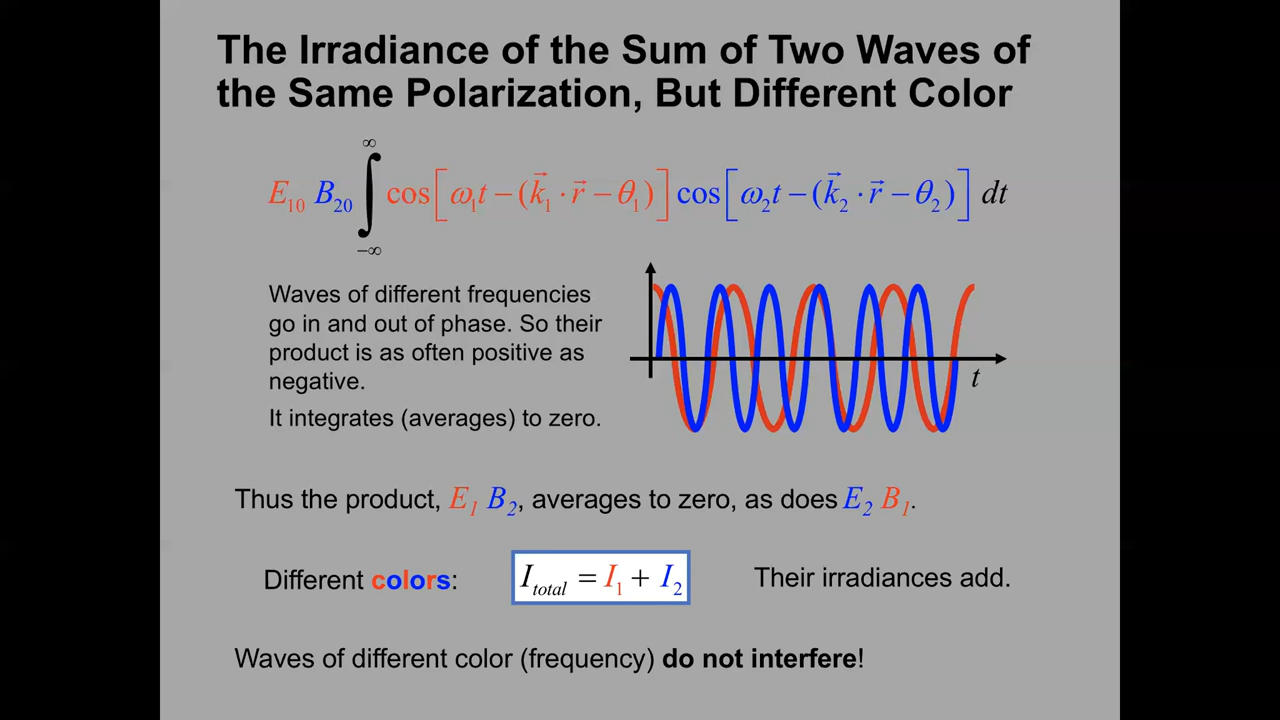 The Irradiance of the Sum of Two Waves of
the Same Polarization, But Different Color
E₁₀ B₂₀ ∫_{−∞}^{∞} cos[ω₁t − (k⃗₁ · r⃗ − θ₁)] cos[ω₂t − (k⃗₂ · r⃗ − θ₂)] dt
Waves of different frequencies
go in and out of phase. So their
product is as often positive as
negative.
It integrates (averages) to zero.
t
Thus the product, E₁ B₂, averages to zero, as does E₂ B₁.
Different colors: I_{total} = I₁ + I₂ Their irradiances add.
Waves of different color (frequency) do not interfere!